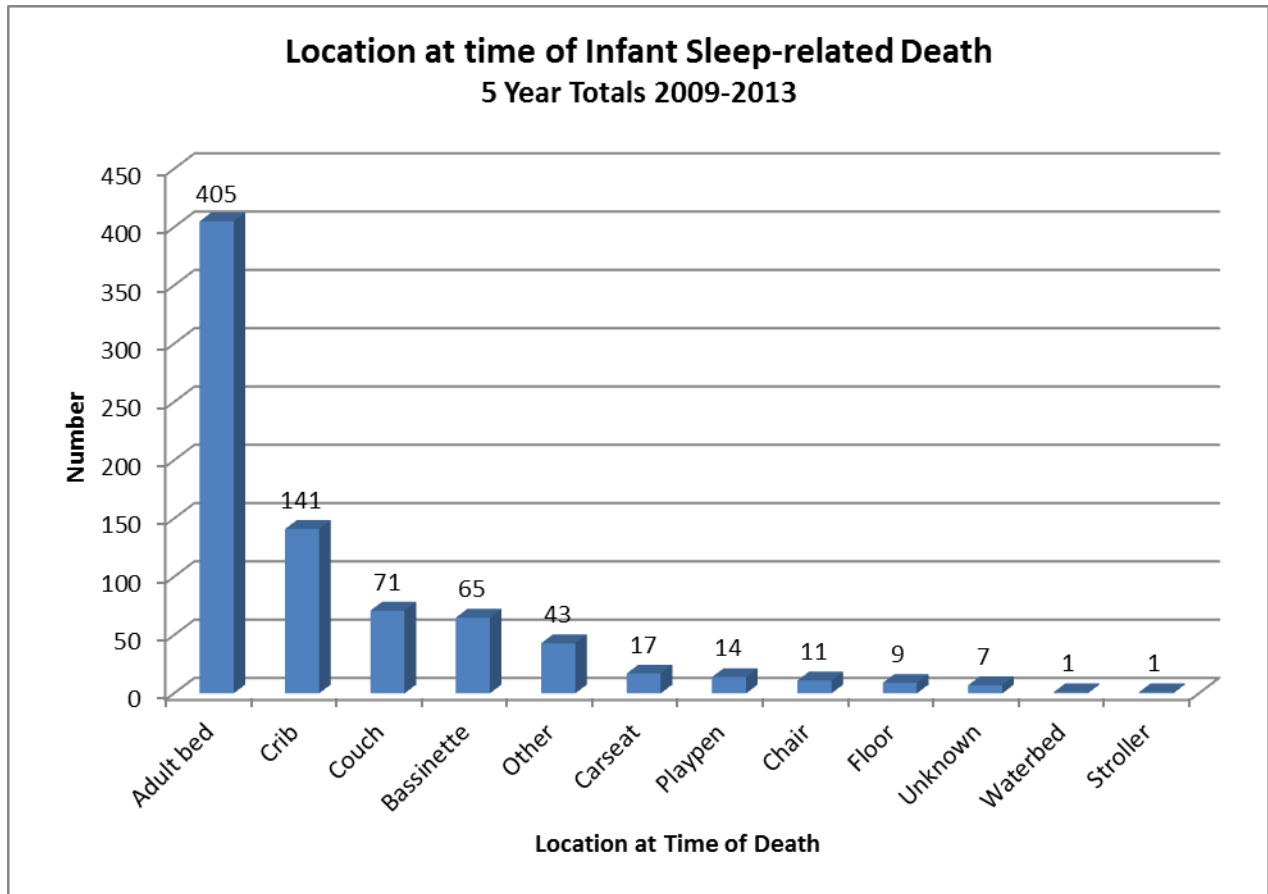 Location at time of Infant Sleep-related Death
5 Year Totals 2009-2013
Number
450
400
350
300
250
200
150
100
50
0
405
141
71
65
43
17
14
11
9
7
1
1
Adult bed
Crib
Couch
Bassinette
Other
Carseat
Playpen
Chair
Floor
Unknown
Waterbed
Stroller
Location at Time of Death